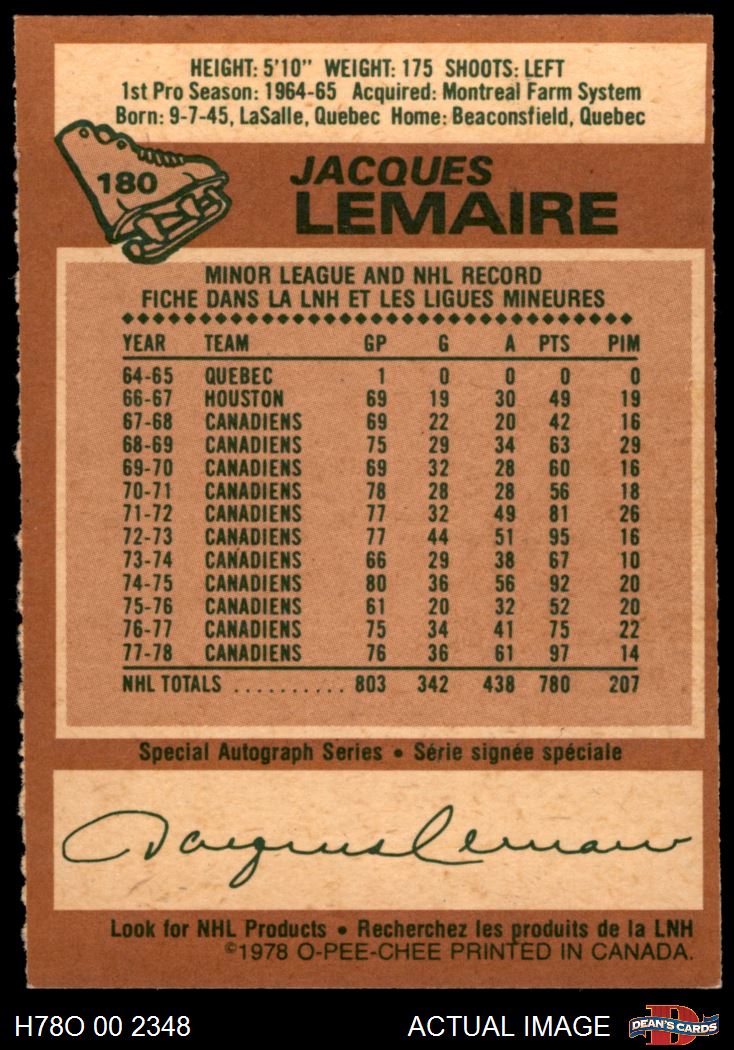 HEIGHT: 5'10" WEIGHT: 175 SHOOTS: LEFT
1st Pro Season: 1964-65 Acquired: Montreal Farm System
Born: 9-7-45, LaSalle, Quebec Home: Beaconsfield, Quebec
180
JACQUES
LEMAIRE
MINOR LEAGUE AND NHL RECORD
FICHE DANS LA LNH ET LES LIGUES MINEURES
YEAR TEAM GP G A PTS PIM
64-65 QUEBEC 1 0 0 0 0
66-67 HOUSTON 69 19 30 49 19
67-68 CANADIENS 69 22 20 42 16
68-69 CANADIENS 75 29 34 63 29
69-70 CANADIENS 69 32 28 60 16
70-71 CANADIENS 78 28 28 56 18
71-72 CANADIENS 77 32 49 81 26
72-73 CANADIENS 77 44 51 95 16
73-74 CANADIENS 66 29 38 67 10
74-75 CANADIENS 80 36 56 92 20
75-76 CANADIENS 61 20 32 52 20
76-77 CANADIENS 75 34 41 75 22
77-78 CANADIENS 76 36 61 97 14
NHL TOTALS .......... 803 342 438 780 207
Special Autograph Series • Série signée spéciale
Jacques Lemaire
Look for NHL Products • Recherchez les produits de la LNH
©1978 O-PEE-CHEE PRINTED IN CANADA.
H78O 00 2348
ACTUAL IMAGE
D
DEAN'S CARDS